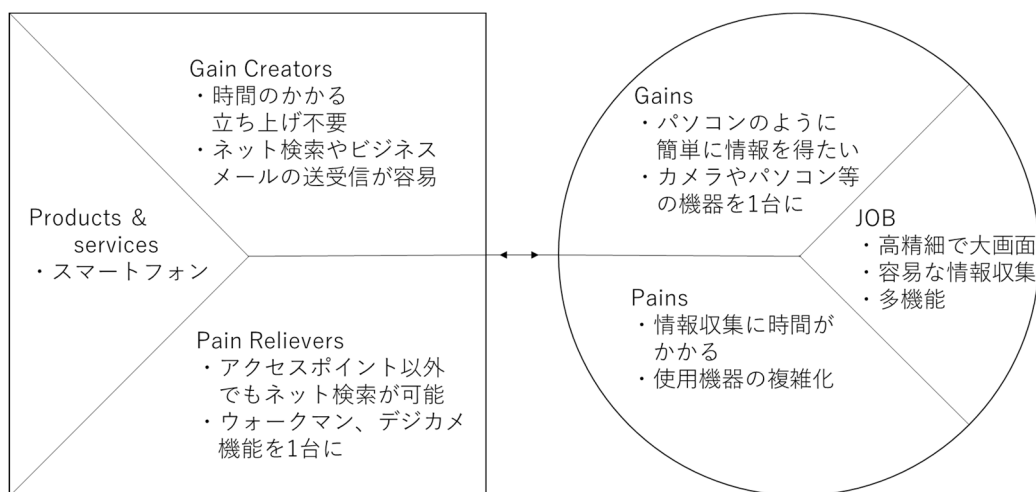 Gain Creators
・時間のかかる
立ち上げ不要
・ネット検索やビジネス
メールの送受信が容易
Products &
services
・スマートフォン
Pain Relievers
・アクセスポイント以外
でもネット検索が可能
・ウォークマン、デジカメ
機能を1台に
Gains
・パソコンのように
簡単に情報を得たい
・カメラやパソコン等
の機器を1台に
JOB
・高精細で大画面
・容易な情報収集
・多機能
Pains
・情報収集に時間が
かかる
・使用機器の複雑化